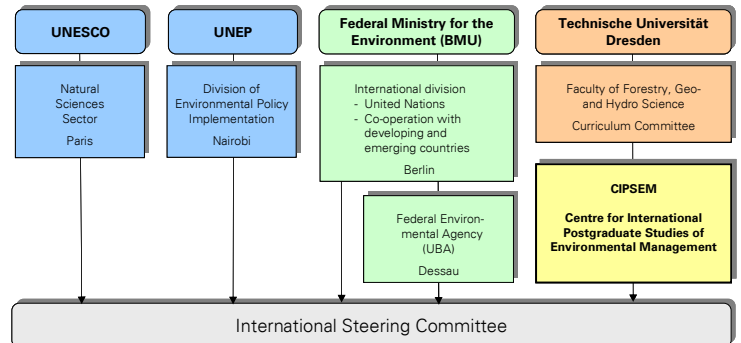 UNESCO
Natural
Sciences
Sector
Paris
UNEP
Division of
Environmental Policy
Implementation
Nairobi
Federal Ministry for the
Environment (BMU)
International division
- United Nations
- Co-operation with
developing and
emerging countries
Berlin
Federal Environ-
mental Agency
(UBA)
Dessau
Technische Universität
Dresden
Faculty of Forestry, Geo-
and Hydro Science
Curriculum Committee
CIPSEM
Centre for International
Postgraduate Studies of
Environmental Management
International Steering Committee